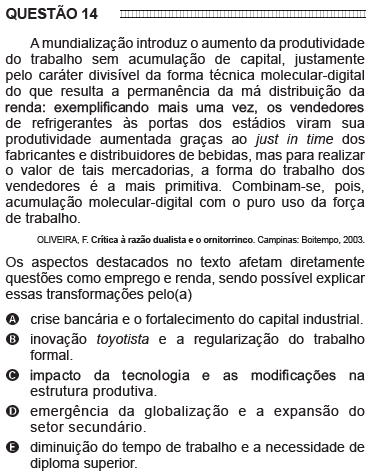 QUESTÃO 14
A mundialização introduz o aumento da produtividade
do trabalho sem acumulação de capital, justamente
pelo caráter divisível da forma técnica molecular-digital
do que resulta a permanência da má distribuição da
renda: exemplificando mais uma vez, os vendedores
de refrigerantes às portas dos estádios viram sua
produtividade aumentada graças ao just in time dos
fabricantes e distribuidores de bebidas, mas para realizar
o valor de tais mercadorias, a forma do trabalho dos
vendedores é a mais primitiva. Combinam-se, pois,
acumulação molecular-digital com o puro uso da força
de trabalho.
OLIVEIRA, F. Crítica à razão dualista e o ornitorrinco. Campinas: Boitempo, 2003.
Os aspectos destacados no texto afetam diretamente
questões como emprego e renda, sendo possível explicar
essas transformações pelo(a)
A crise bancária e o fortalecimento do capital industrial.
B inovação toyotista e a regularização do trabalho
formal.
C impacto da tecnologia e as modificações na
estrutura produtiva.
D emergência da globalização e a expansão do
setor secundário.
E diminuição do tempo de trabalho e a necessidade de
diploma superior.